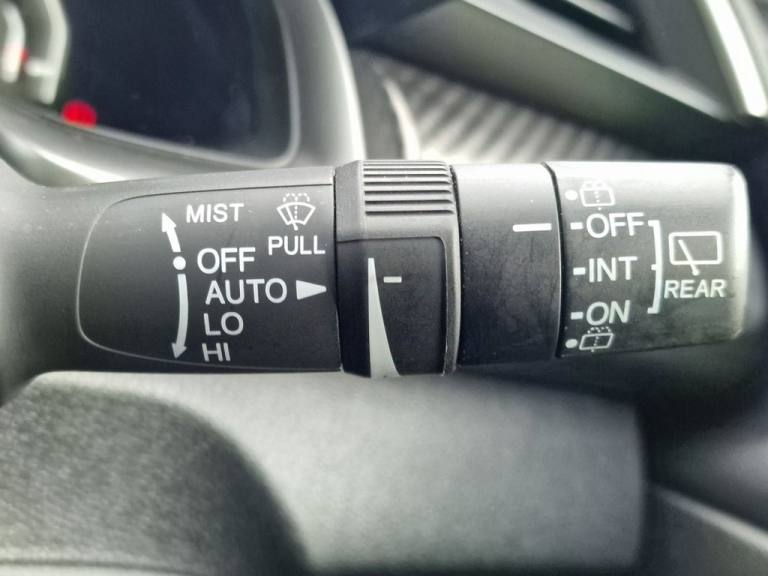 MIST
PULL
OFF
AUTO
LO
HI
OFF
INT
ON
REAR